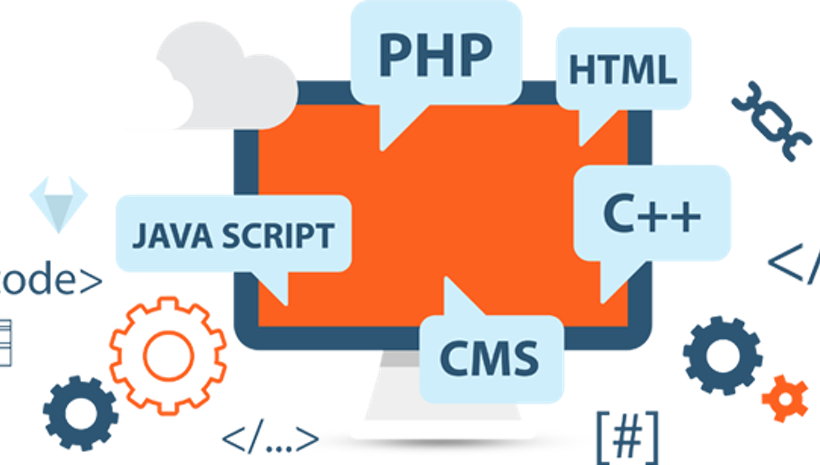 PHP
HTML
C++
JAVA SCRIPT
ode>
</
CMS
</...>
[#]